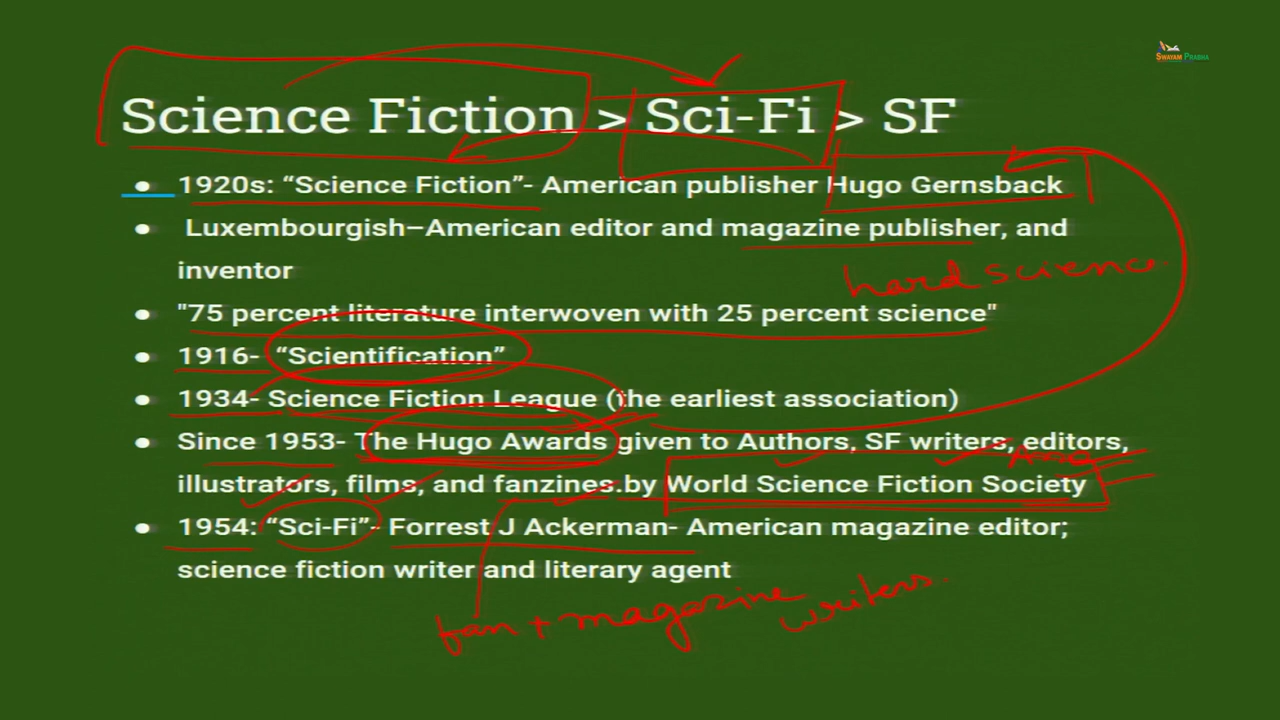 SWAYAM PRABHA
Science Fiction > Sci-Fi > SF
● 1920s: “Science Fiction”- American publisher Hugo Gernsback
● Luxembourgish–American editor and magazine publisher, and
inventor
hard science
● "75 percent literature interwoven with 25 percent science"
● 1916- “Scientification”
● 1934- Science Fiction League (the earliest association)
● Since 1953- The Hugo Awards given to Authors, SF writers, editors,
illustrators, films, and fanzines.by World Science Fiction Society
● 1954: “Sci-Fi”- Forrest J Ackerman- American magazine editor;
science fiction writer and literary agent
fan + magazine writers.